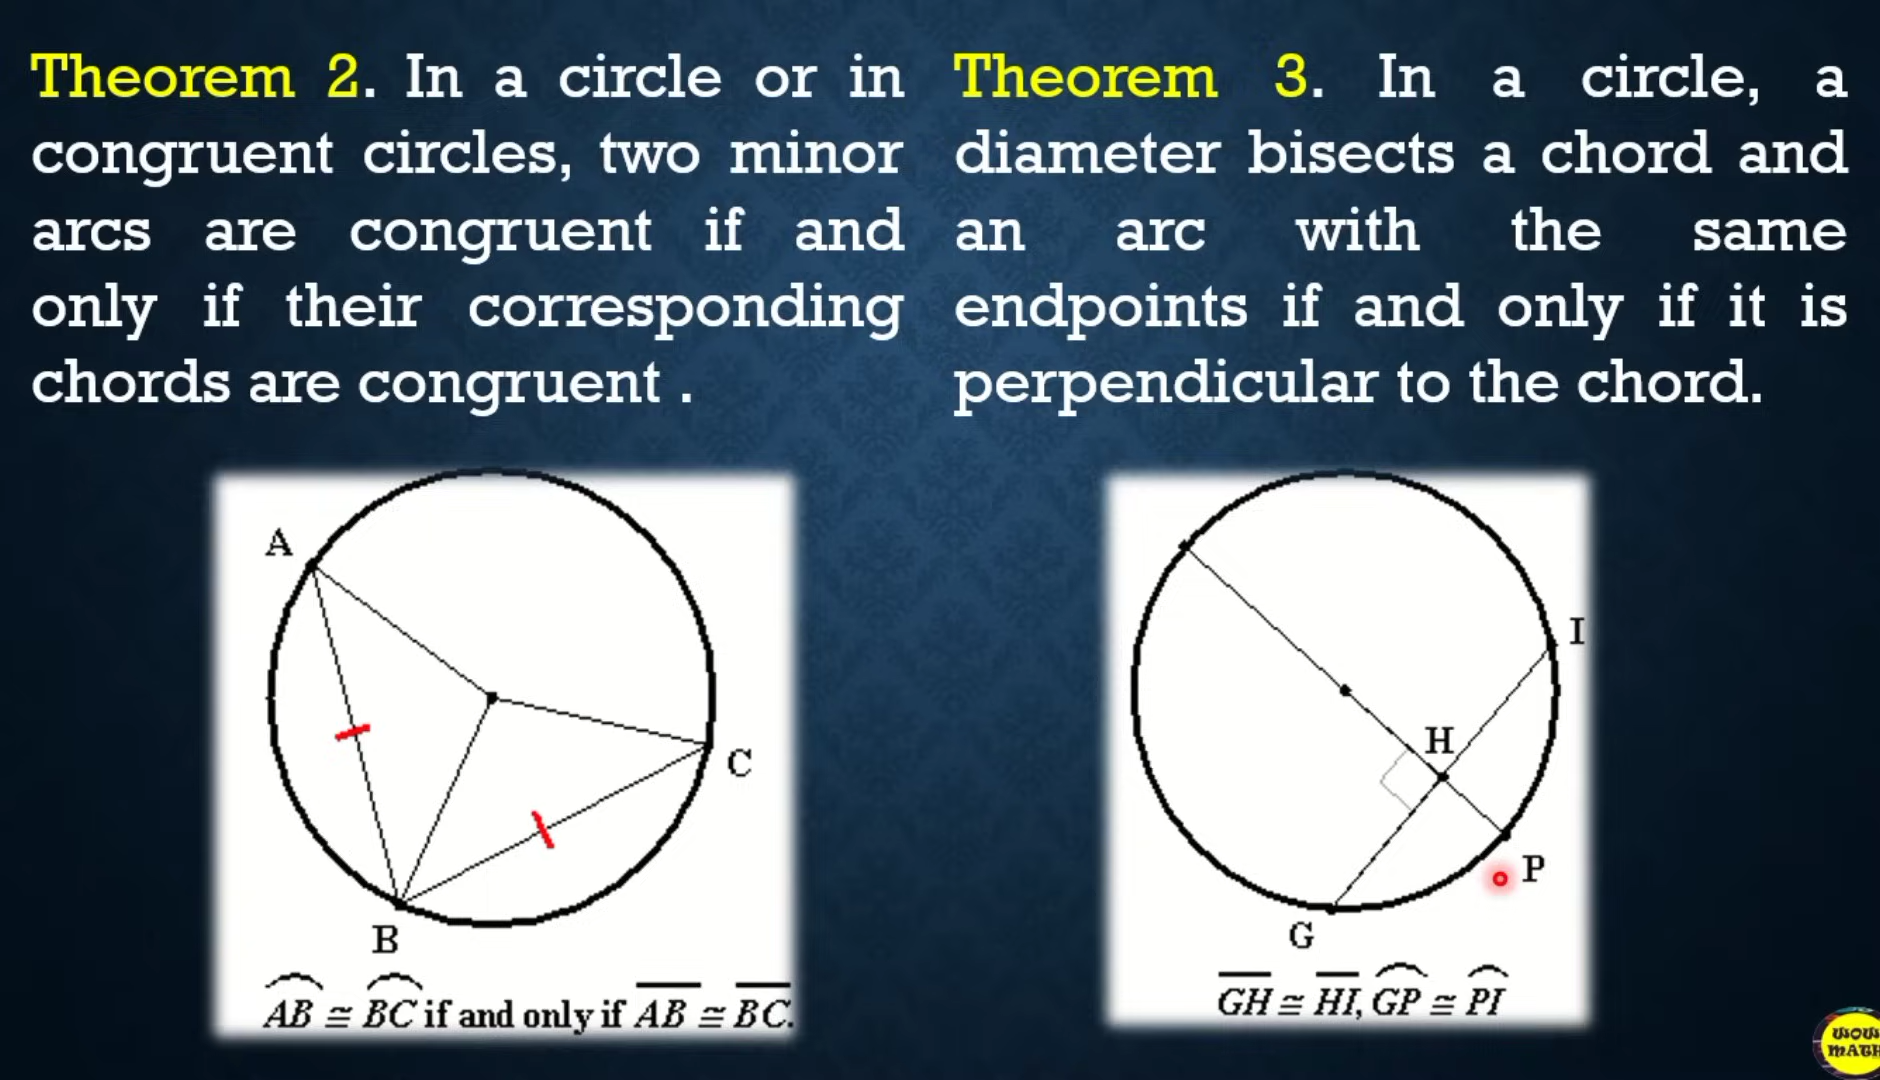 Theorem 2. In a circle or in
congruent circles, two minor
arcs are congruent if and
only if their corresponding
chords are congruent .
Theorem 3. In a circle, a
diameter bisects a chord and
an arc with the same
endpoints if and only if it is
perpendicular to the chord.
A
C
B
AB ≅ BC if and only if AB ≅ BC.
I
H
P
G
GH ≅ HI, GP ≅ PI
WOW
MATH